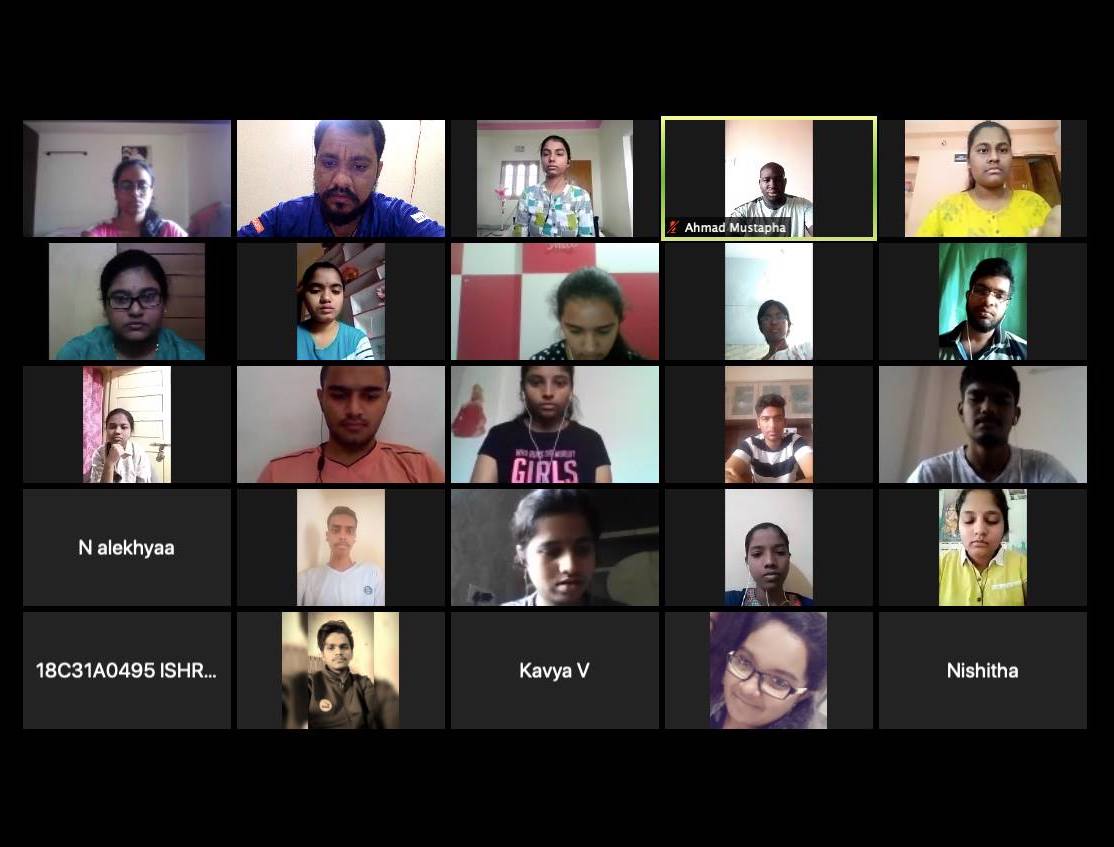 Ahmad Mustapha
GIRLS
N alekhyaa
18C31A0495 ISHR...
Kavya V
Nishitha